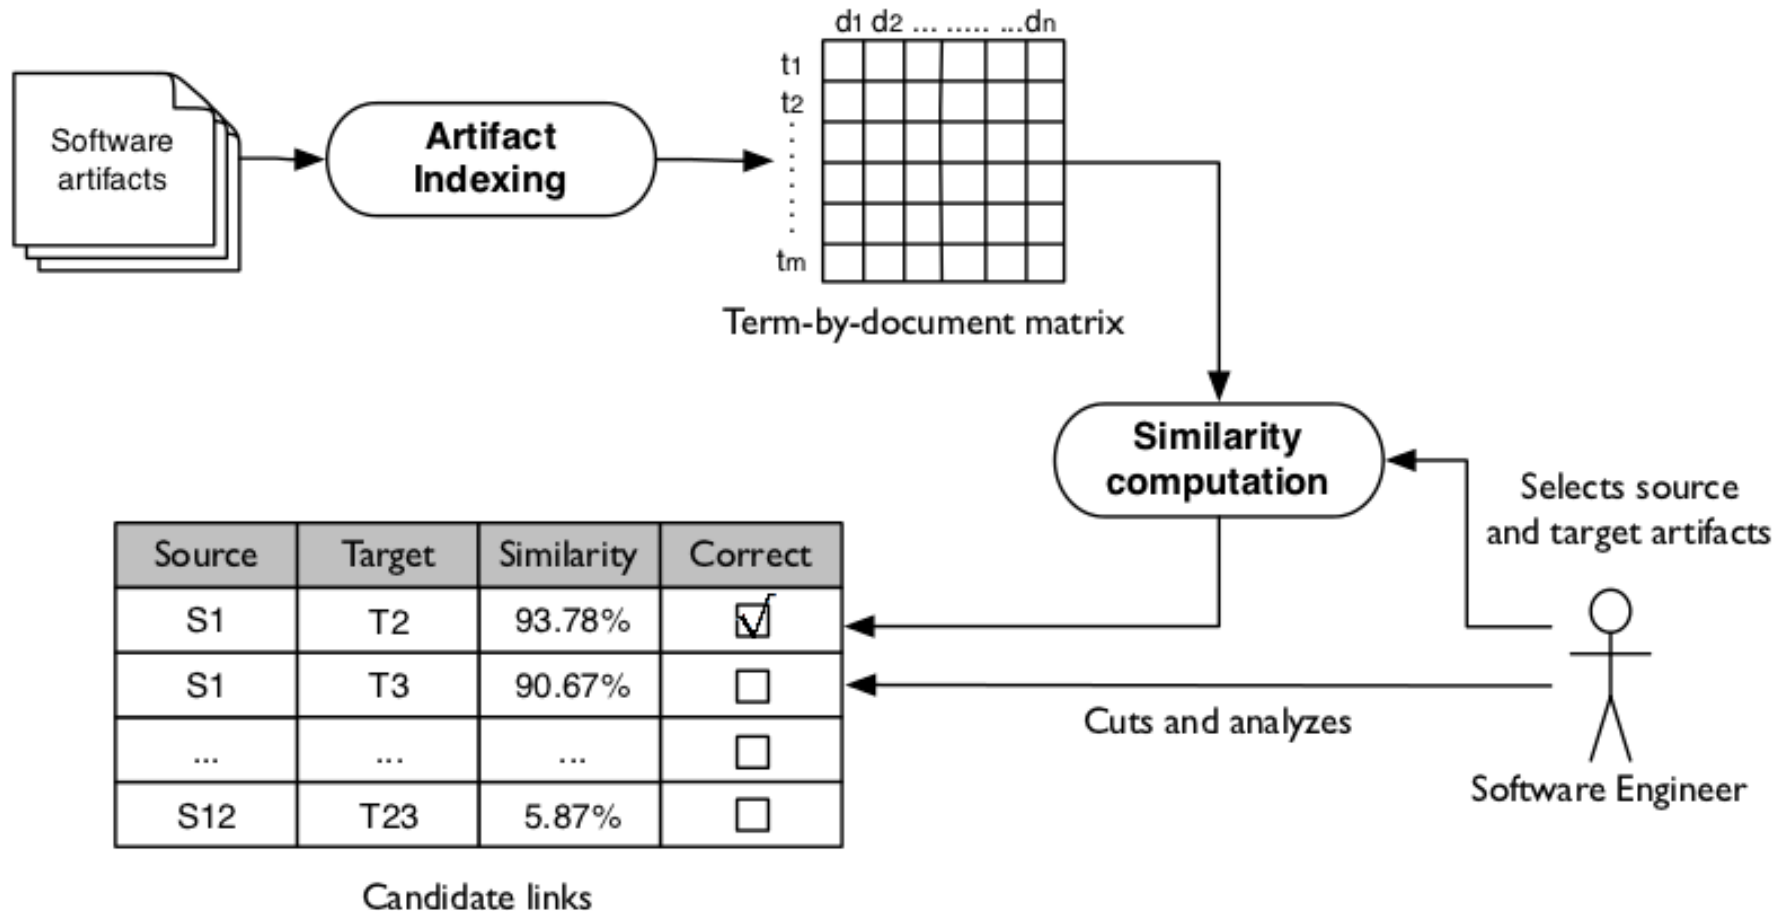 d1 d2 ... ..... ...dn
t1
t2
tm
Software
artifacts
Artifact
Indexing
Term-by-document matrix
Similarity
computation
Selects source
and target artifacts
Source Target Similarity Correct
S1 T2 93.78%
S1 T3 90.67%
... ... ...
S12 T23 5.87%
Cuts and analyzes
Software Engineer
Candidate links